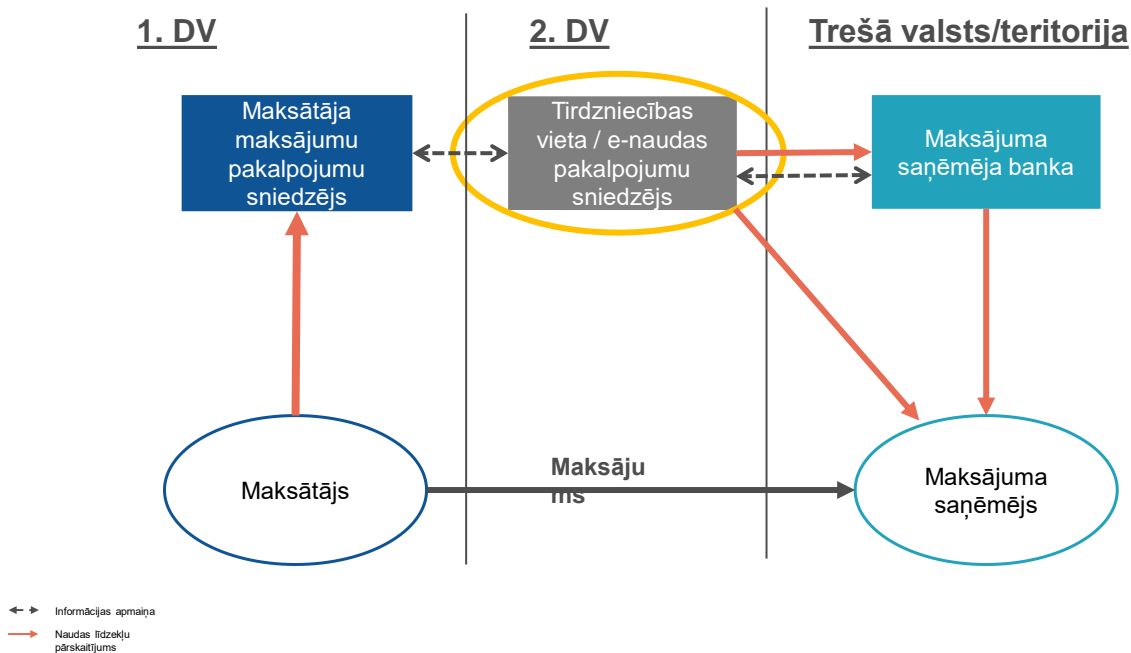 1. DV
2. DV
Trešā valsts/teritorija
Maksātāja
maksājumu
pakalpojumu
sniedzējs
Tirdzniecības
vieta / e-naudas
pakalpojumu
sniedzējs
Maksājuma
saņēmēja banka
Maksātājs
Maksāju
ms
Maksājuma
saņēmējs
Informācijas apmaiņa
Naudas līdzekļu
pārskaitījums